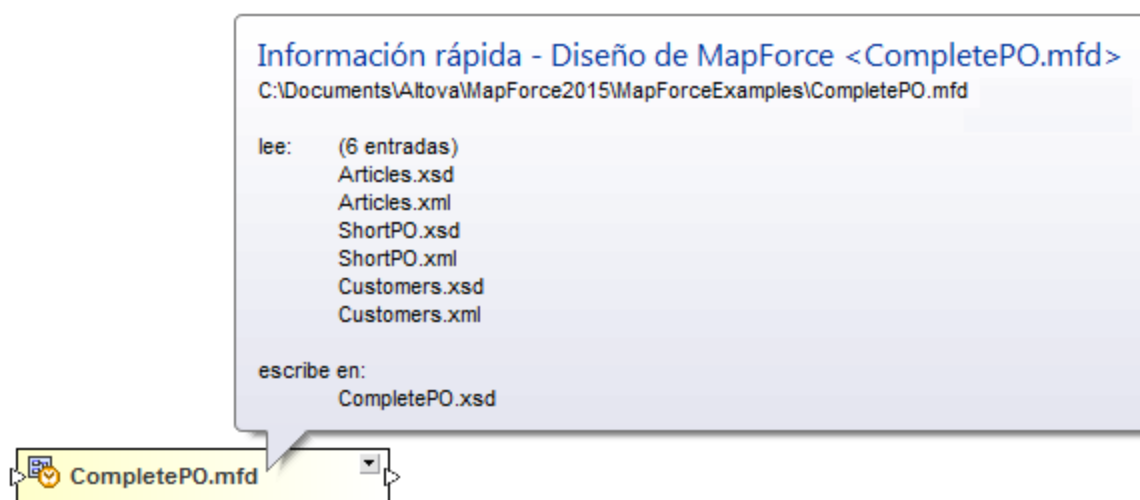 Información rápida - Diseño de MapForce <CompletePO.mfd>
C:\Documents\Altova\MapForce2015\MapForceExamples\CompletePO.mfd
lee: (6 entradas)
Articles.xsd
Articles.xml
ShortPO.xsd
ShortPO.xml
Customers.xsd
Customers.xml
escribe en:
CompletePO.xsd
CompletePO.mfd